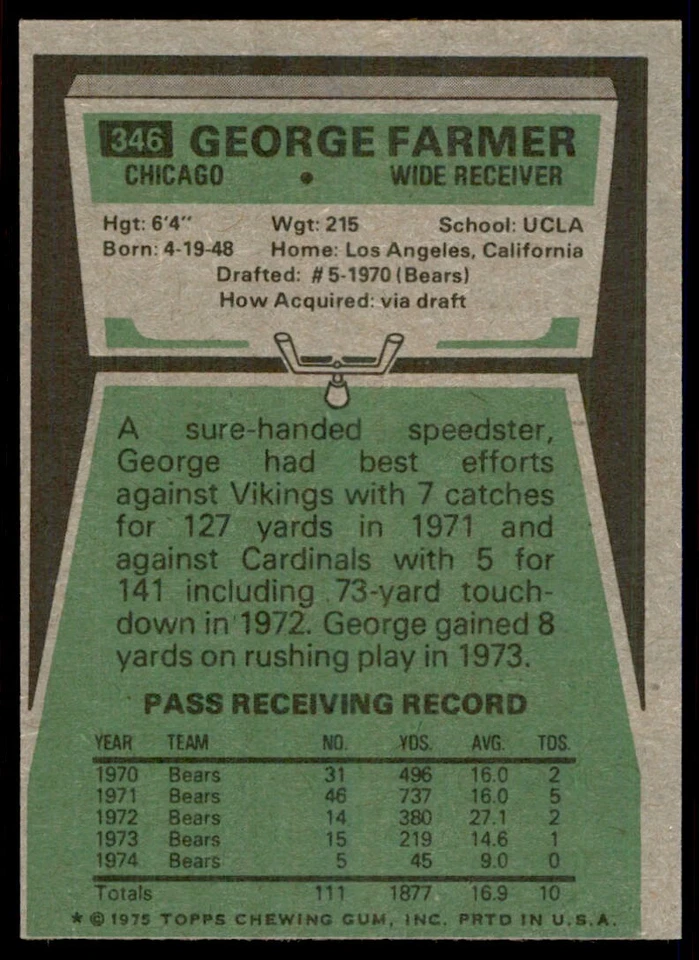 346 GEORGE FARMER
CHICAGO • WIDE RECEIVER
Hgt: 6'4" Wgt: 215 School: UCLA
Born: 4-19-48 Home: Los Angeles, California
Drafted: #5-1970 (Bears)
How Acquired: via draft
A sure-handed speedster,
George had best efforts
against Vikings with 7 catches
for 127 yards in 1971 and
against Cardinals with 5 for
141 including 73-yard touch-
down in 1972. George gained 8
yards on rushing play in 1973.
PASS RECEIVING RECORD
YEAR TEAM NO. YDS. AVG. TDS.
1970 Bears 31 496 16.0 2
1971 Bears 46 737 16.0 5
1972 Bears 14 380 27.1 2
1973 Bears 15 219 14.6 1
1974 Bears 5 45 9.0 0
Totals 111 1877 16.9 10
* © 1975 TOPPS CHEWING GUM, INC. PRTD IN U.S.A.